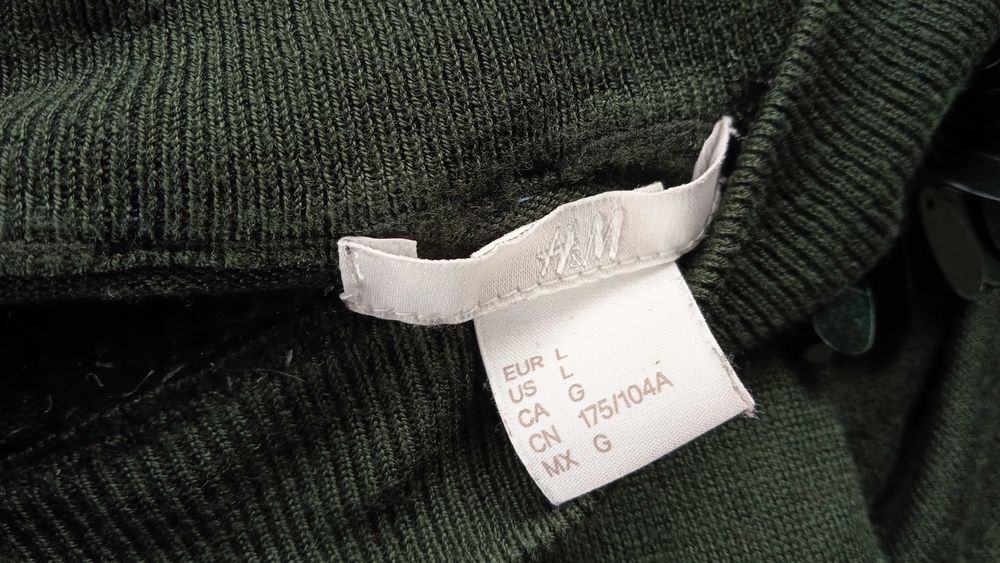 H&M
EUR L
US L
CA G
CN 175/104A
MX G